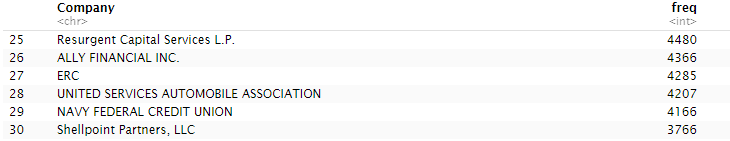 Company freq
<chr> <int>
25 Resurgent Capital Services L.P. 4480
26 ALLY FINANCIAL INC. 4366
27 ERC 4285
28 UNITED SERVICES AUTOMOBILE ASSOCIATION 4207
29 NAVY FEDERAL CREDIT UNION 4166
30 Shellpoint Partners, LLC 3766